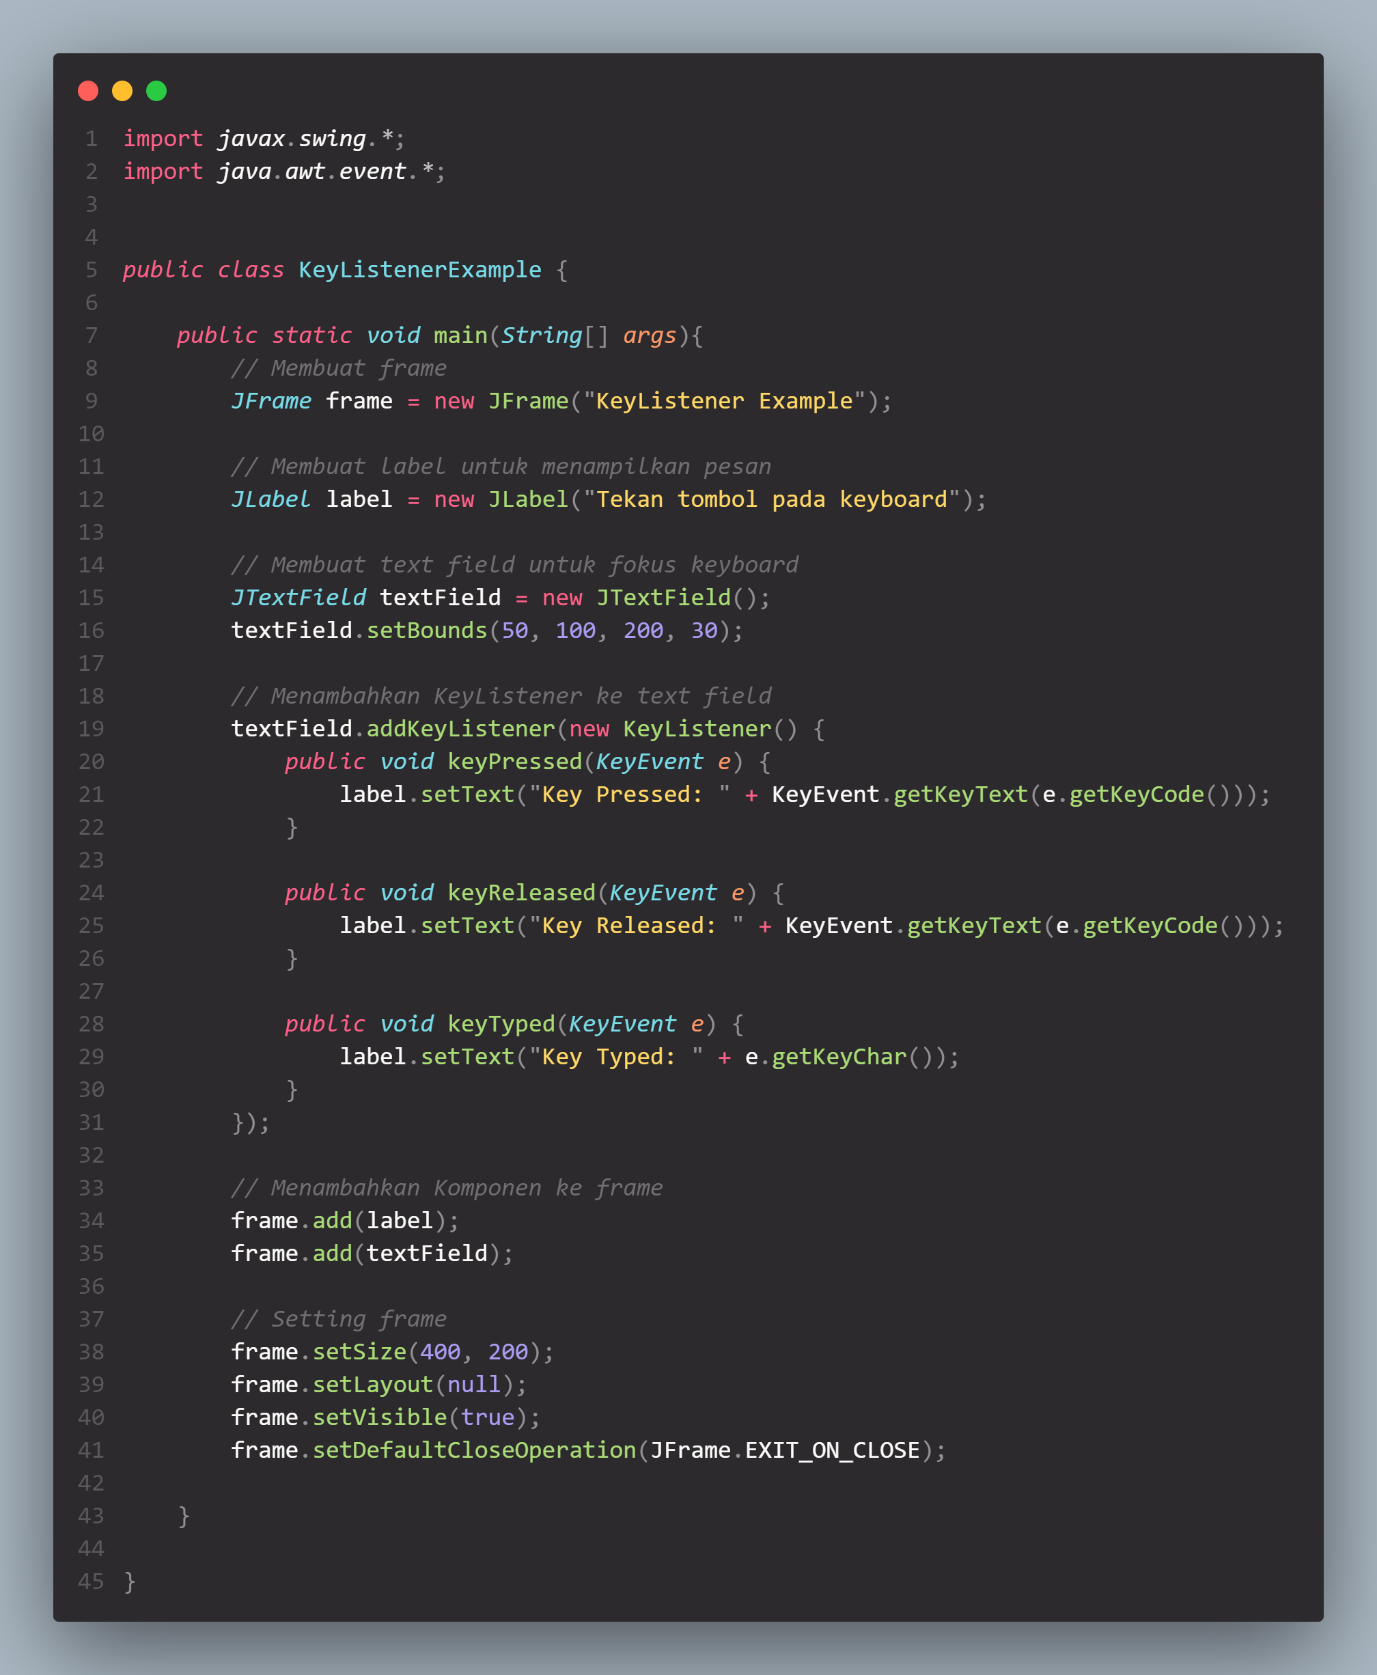 1 import javax.swing.*;
2 import java.awt.event.*;
3
4
5 public class KeyListenerExample {
6
7     public static void main(String[] args){
8         // Membuat frame
9         JFrame frame = new JFrame("KeyListener Example");
10
11         // Membuat label untuk menampilkan pesan
12         JLabel label = new JLabel("Tekan tombol pada keyboard");
13
14         // Membuat text field untuk fokus keyboard
15         JTextField textField = new JTextField();
16         textField.setBounds(50, 100, 200, 30);
17
18         // Menambahkan KeyListener ke text field
19         textField.addKeyListener(new KeyListener() {
20             public void keyPressed(KeyEvent e) {
21                 label.setText("Key Pressed: " + KeyEvent.getKeyText(e.getKeyCode()));
22             }
23
24             public void keyReleased(KeyEvent e) {
25                 label.setText("Key Released: " + KeyEvent.getKeyText(e.getKeyCode()));
26             }
27
28             public void keyTyped(KeyEvent e) {
29                 label.setText("Key Typed: " + e.getKeyChar());
30             }
31         });
32
33         // Menambahkan Komponen ke frame
34         frame.add(label);
35         frame.add(textField);
36
37         // Setting frame
38         frame.setSize(400, 200);
39         frame.setLayout(null);
40         frame.setVisible(true);
41         frame.setDefaultCloseOperation(JFrame.EXIT_ON_CLOSE);
42
43     }
44
45 }